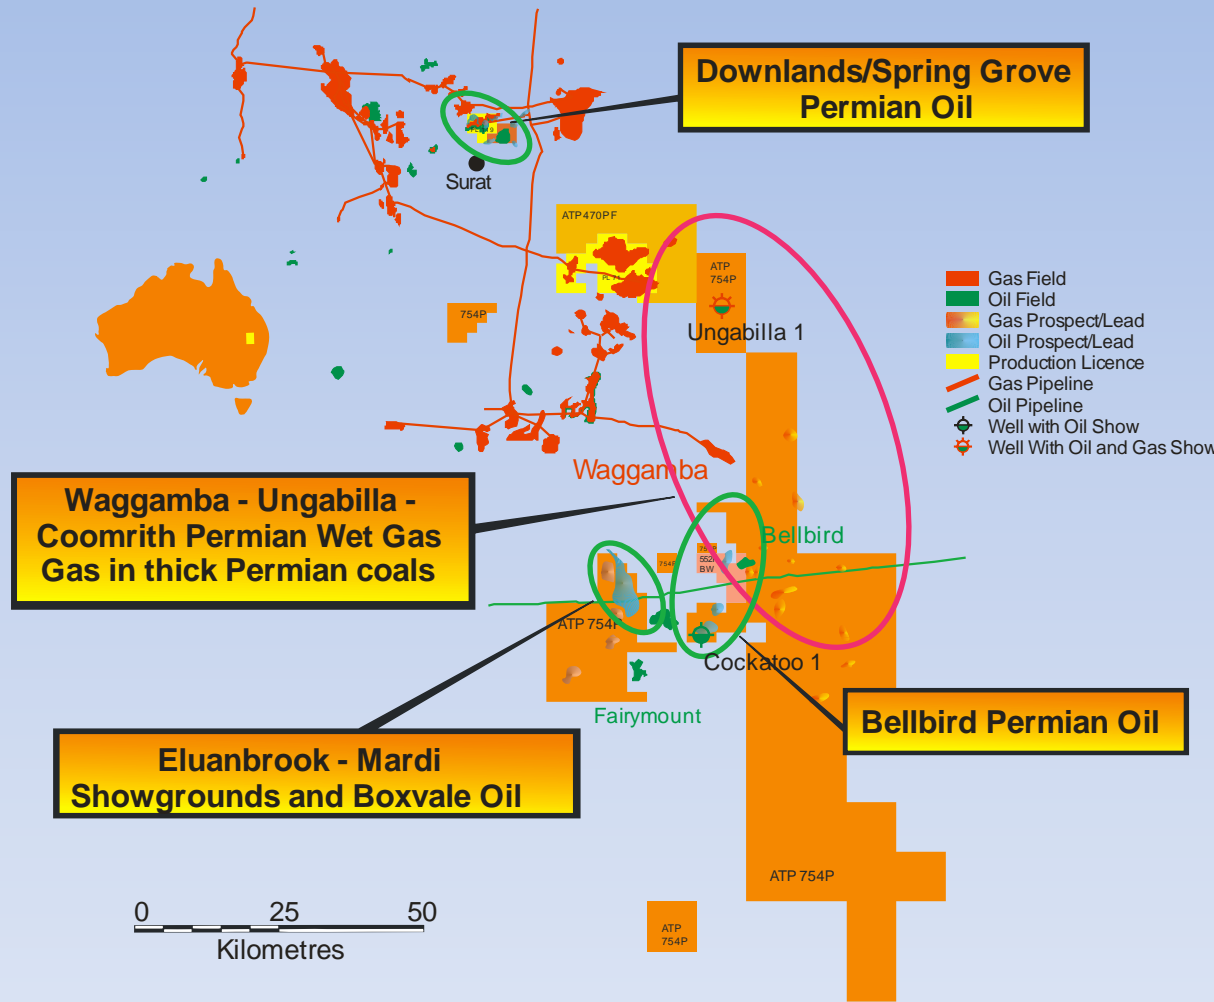 Downlands/Spring Grove
Permian Oil
Surat
ATP 470PF
ATP
754P
754P
Ungabilla 1
Gas Field
Oil Field
Gas Prospect/Lead
Oil Prospect/Lead
Production Licence
Gas Pipeline
Oil Pipeline
Well with Oil Show
Well With Oil and Gas Show
Waggamba
Waggamba - Ungabilla -
Coomrith Permian Wet Gas
Gas in thick Permian coals
Bellbird
BW
ATP 754P
Cockatoo 1
Fairymount
Bellbird Permian Oil
Eluanbrook - Mardi
Showgrounds and Boxvale Oil
ATP 754P
0 25 50
Kilometres
ATP
754P